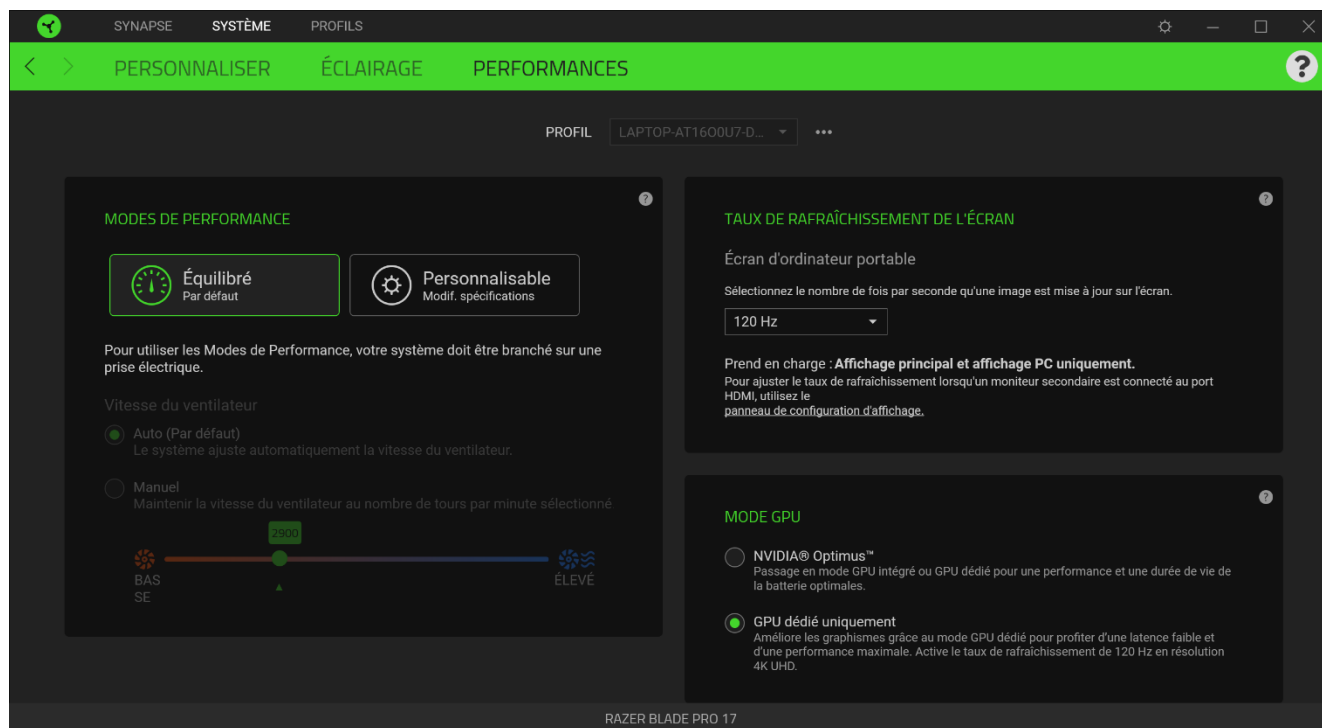 SYNAPSE SYSTÈME PROFILS
PERSONNALISER ÉCLAIRAGE PERFORMANCES ?
PROFIL LAPTOP-AT16O0U7-D... •••
?
MODES DE PERFORMANCE
Équilibré
Par défaut
Personnalisable
Modif. spécifications
Pour utiliser les Modes de Performance, votre système doit être branché sur une
prise électrique.
Vitesse du ventilateur
Auto (Par défaut)
Le système ajuste automatiquement la vitesse du ventilateur.
Manuel
Maintenir la vitesse du ventilateur au nombre de tours par minute sélectionné
2900
BAS
SE
ÉLEVÉ
?
TAUX DE RAFRAÎCHISSEMENT DE L'ÉCRAN
Écran d'ordinateur portable
Sélectionnez le nombre de fois par seconde qu'une image est mise à jour sur l'écran.
120 Hz
Prend en charge : Affichage principal et affichage PC uniquement.
Pour ajuster le taux de rafraîchissement lorsqu'un moniteur secondaire est connecté au port
HDMI, utilisez le
panneau de configuration d'affichage.
?
MODE GPU
NVIDIA® Optimus™
Passage en mode GPU intégré ou GPU dédié pour une performance et une durée de vie de
la batterie optimales.
GPU dédié uniquement
Améliore les graphismes grâce au mode GPU dédié pour profiter d'une latence faible et
d'une performance maximale. Active le taux de rafraîchissement de 120 Hz en résolution
4K UHD.
RAZER BLADE PRO 17